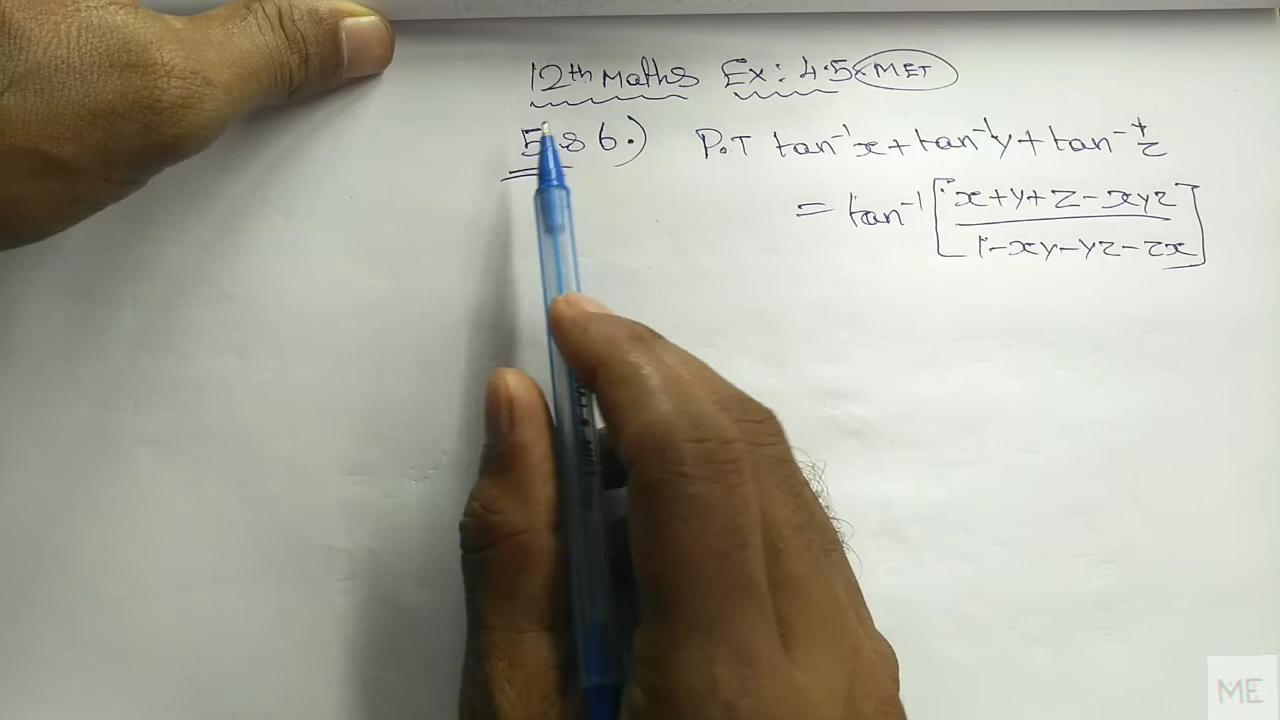 12th Maths Ex: 4.5 MET
5 & 6.) P.T tan⁻¹x + tan⁻¹y + tan⁻¹z
= tan⁻¹[x+y+z-xyz / 1-xy-yz-zx]
ME